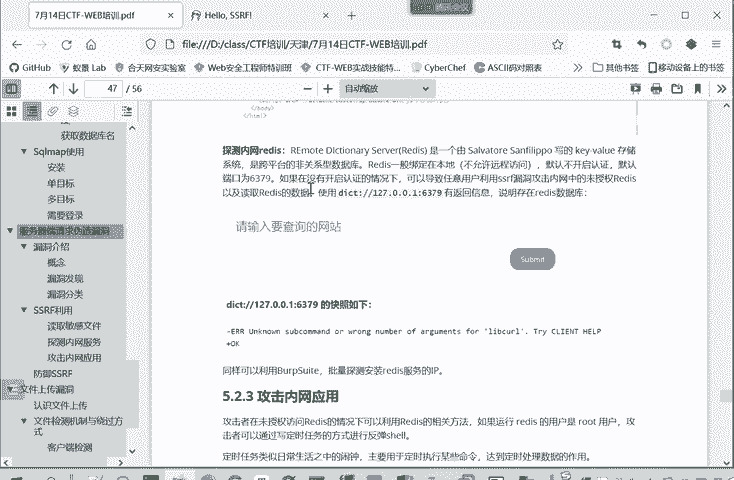 7月14日CTF-WEB培训.pdf
Hello, SSRF!
file:///D:/class/CTF培训/天津/7月14日CTF-WEB培训.pdf
GitHub 蚁景 Lab 合天网安实验室 Web安全工程师特训班 CTF-WEB实战技能特... CyberChef ASCII码对照表 其他书签 移动设备上的书签
47 / 56
自动缩放
获取数据库名
Sqlmap使用
安装
单目标
多目标
需要登录
服务器端请求伪造漏洞
漏洞介绍
概念
漏洞发现
漏洞分类
SSRF利用
读取敏感文件
探测内网服务
攻击内网应用
防御SSRF
文件上传漏洞
认识文件上传
文件检测机制与绕过方
式
客户端检测
</body>
</html>
探测内网redis：REmote DIctionary Server(Redis) 是一个由 Salvatore Sanfilippo 写的 key-value 存储
系统，是跨平台的非关系型数据库。Redis一般绑定在本地（不允许远程访问），默认不开启认证，默认
端口为6379。如果在没有开启认证的情况下，可以导致任意用户利用ssrf漏洞攻击内网中的未授权Redis
以及读取Redis的数据。使用 dict://127.0.0.1:6379 有返回信息，说明存在redis数据库：
请输入要查询的网站
Submit
dict://127.0.0.1:6379 的快照如下：
-ERR Unknown subcommand or wrong number of arguments for 'libcurl'. Try CLIENT HELP
+OK
同样可以利用BurpSuite，批量探测安装redis服务的IP。
5.2.3 攻击内网应用
攻击者在未授权访问Redis的情况下可以利用Redis的相关方法，如果运行 redis 的用户是 root 用户，攻
击者可以通过写定时任务的方式进行反弹shell。
定时任务类似日常生活之中的闹钟，主要用于定时执行某些命令，达到定时处理数据的作用。